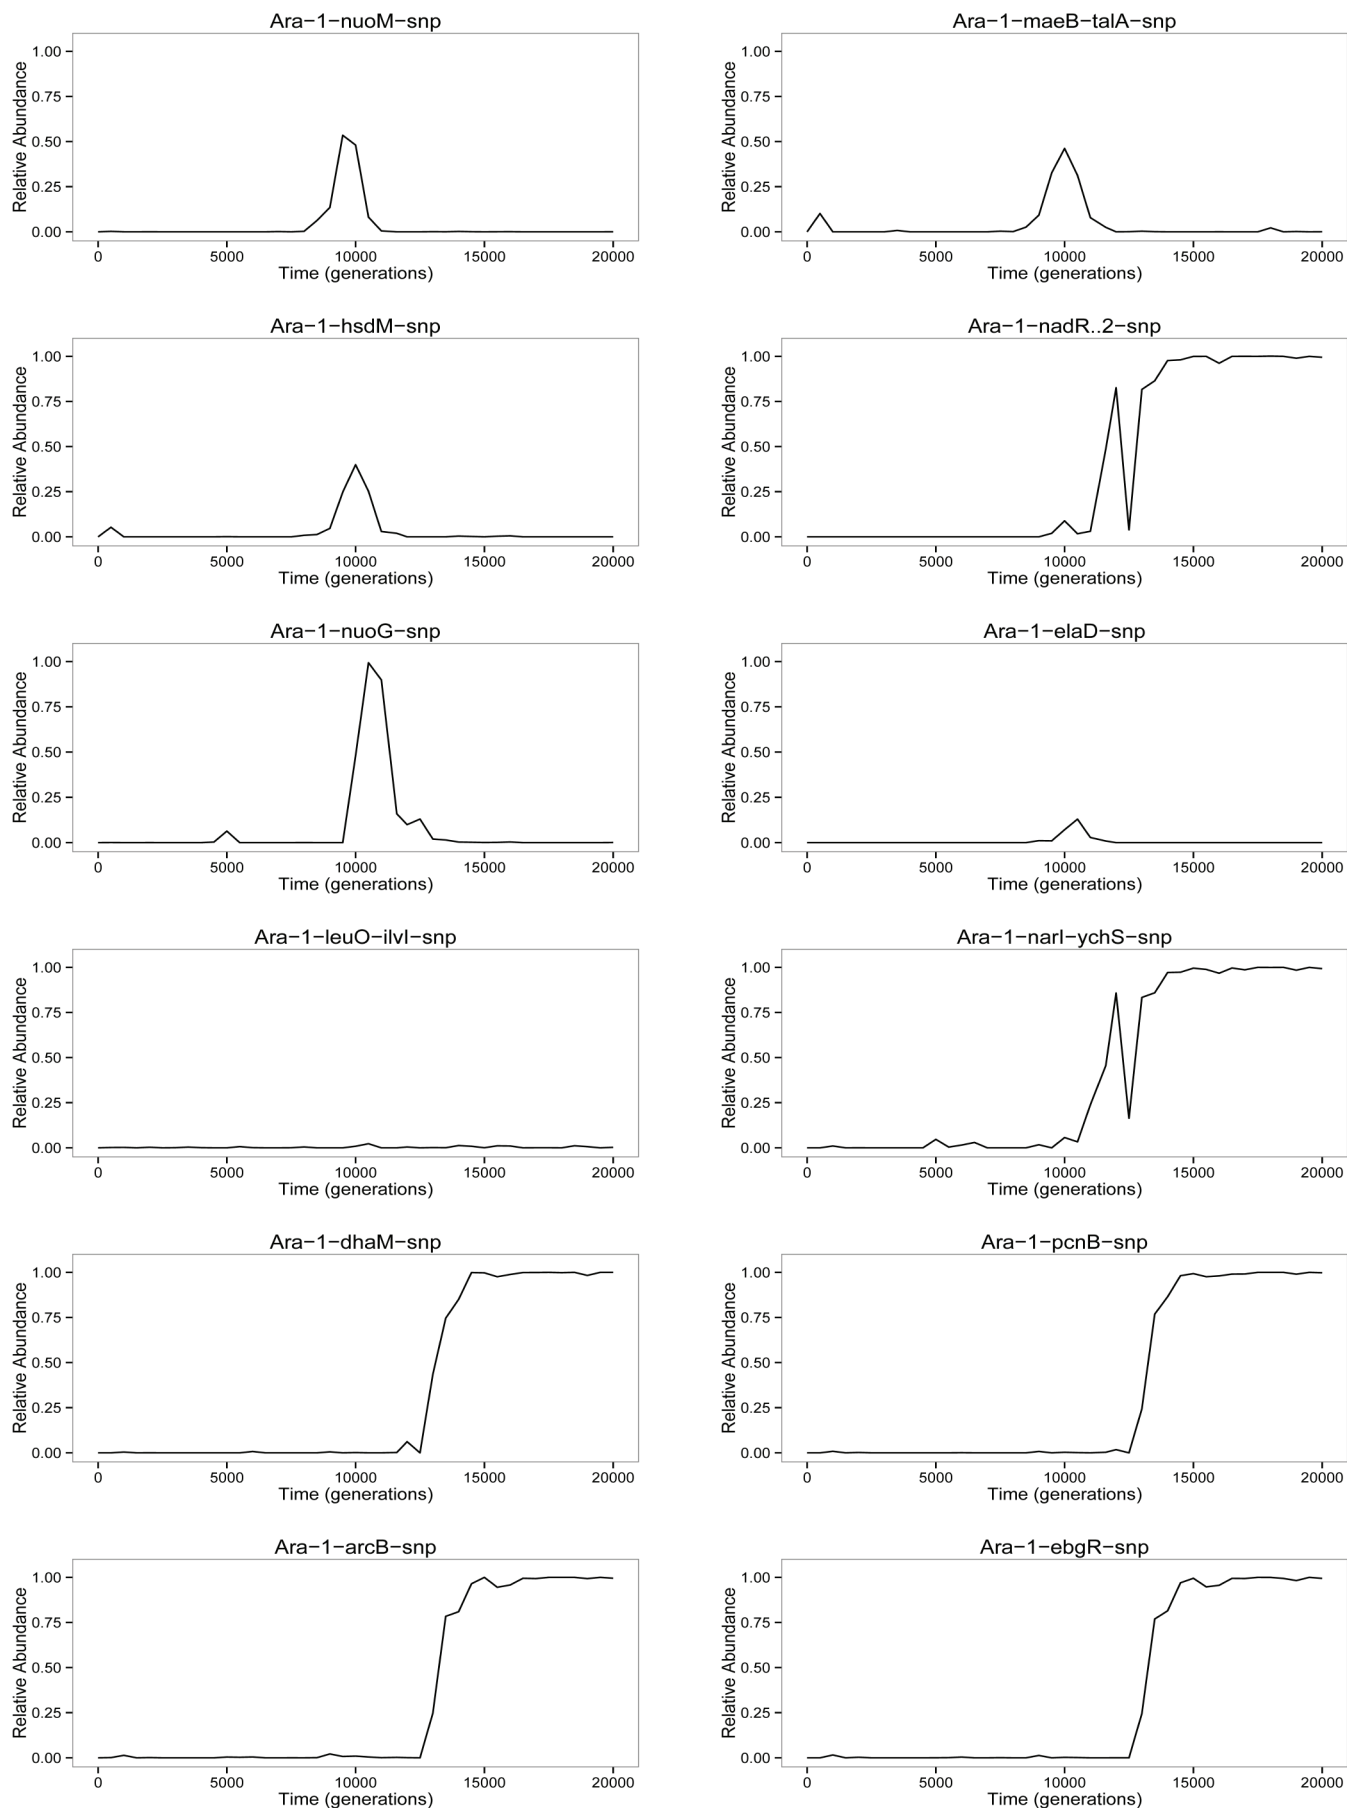 Ara−1−nuoM−snp
Relative Abundance
1.00
0.75
0.50
0.25
0.00
0 5000 10000 15000 20000
Time (generations)
Ara−1−maeB−talA−snp
Relative Abundance
1.00
0.75
0.50
0.25
0.00
0 5000 10000 15000 20000
Time (generations)
Ara−1−hsdM−snp
Relative Abundance
1.00
0.75
0.50
0.25
0.00
0 5000 10000 15000 20000
Time (generations)
Ara−1−nadR..2−snp
Relative Abundance
1.00
0.75
0.50
0.25
0.00
0 5000 10000 15000 20000
Time (generations)
Ara−1−nuoG−snp
Relative Abundance
1.00
0.75
0.50
0.25
0.00
0 5000 10000 15000 20000
Time (generations)
Ara−1−elaD−snp
Relative Abundance
1.00
0.75
0.50
0.25
0.00
0 5000 10000 15000 20000
Time (generations)
Ara−1−leuO−ilvI−snp
Relative Abundance
1.00
0.75
0.50
0.25
0.00
0 5000 10000 15000 20000
Time (generations)
Ara−1−narI−ychS−snp
Relative Abundance
1.00
0.75
0.50
0.25
0.00
0 5000 10000 15000 20000
Time (generations)
Ara−1−dhaM−snp
Relative Abundance
1.00
0.75
0.50
0.25
0.00
0 5000 10000 15000 20000
Time (generations)
Ara−1−pcnB−snp
Relative Abundance
1.00
0.75
0.50
0.25
0.00
0 5000 10000 15000 20000
Time (generations)
Ara−1−arcB−snp
Relative Abundance
1.00
0.75
0.50
0.25
0.00
0 5000 10000 15000 20000
Time (generations)
Ara−1−ebgR−snp
Relative Abundance
1.00
0.75
0.50
0.25
0.00
0 5000 10000 15000 20000
Time (generations)